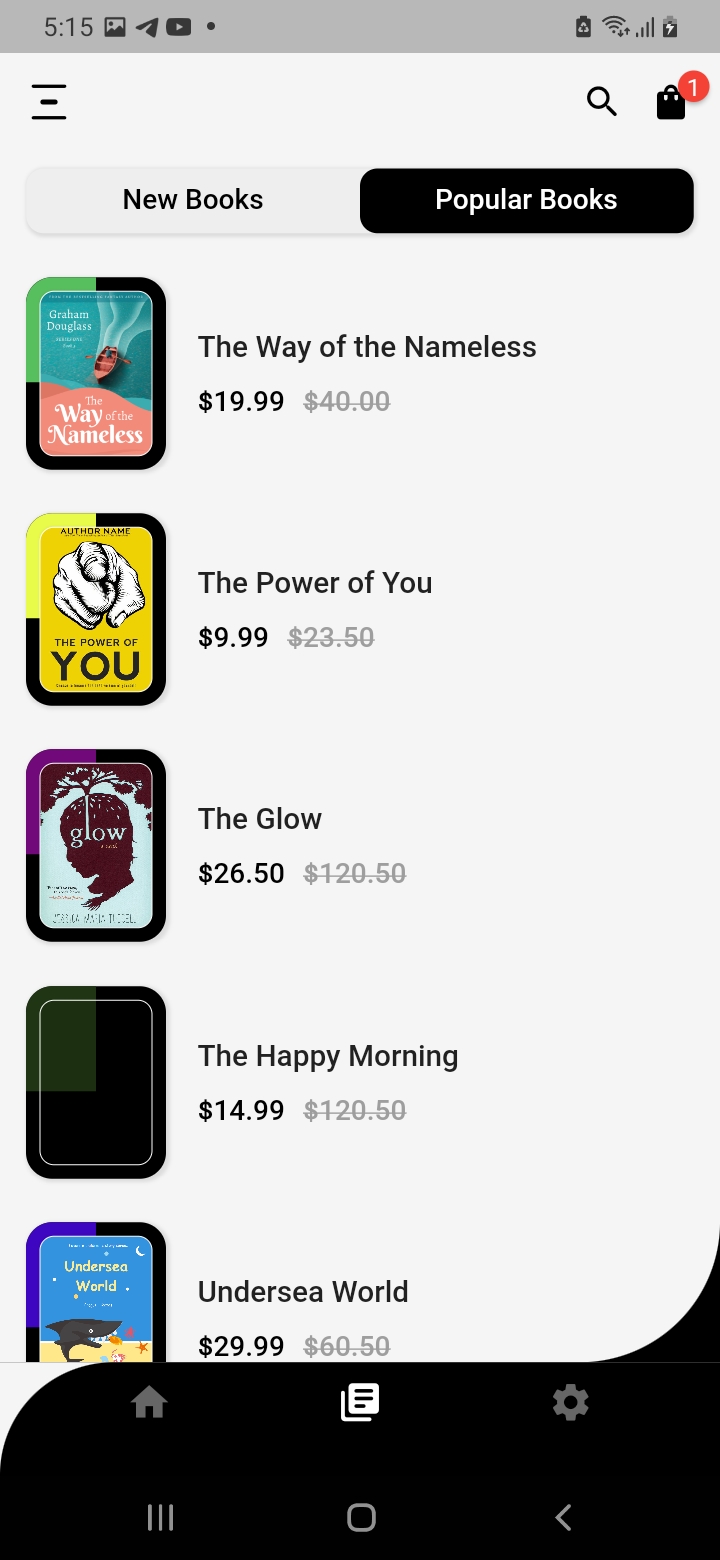 5:15
1
New Books
Popular Books
Graham
Douglass
The
Way of the
Nameless
The Way of the Nameless
$19.99 $40.00
AUTHOR NAME
THE POWER OF
YOU
The Power of You
$9.99 $23.50
glow
The Glow
$26.50 $120.50
The Happy Morning
$14.99 $120.50
Undersea
World
Undersea World
$29.99 $60.50